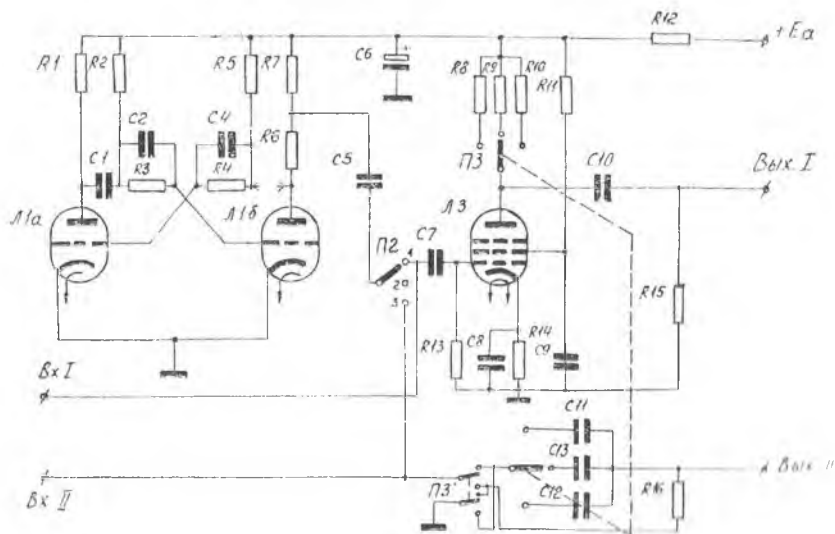 R12
+Eа
R1
R2
R5
R7
C6
R8
R9
R10
R11
C2
C4
R6
C1
R3
R4
C5
П3
C10
Вых. I
Л1а
Л1б
П2
1
2
3
C7
Л3
R13
C8
R14
C9
R15
Вх I
C11
C13
Вых II
П3'
C12
R16
Вх II